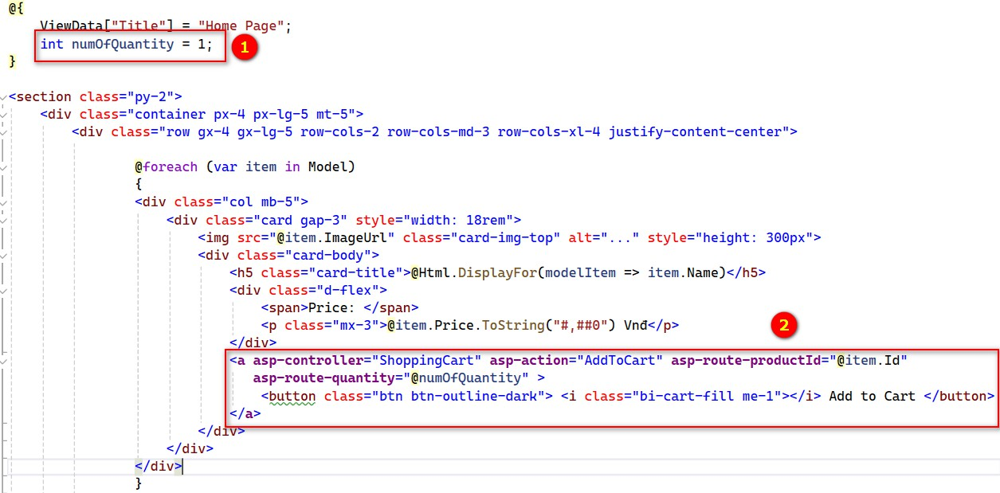 @{
    ViewData["Title"] = "Home Page";
    int numOfQuantity = 1;
1
}
<section class="py-2">
    <div class="container px-4 px-lg-5 mt-5">
        <div class="row gx-4 gx-lg-5 row-cols-2 row-cols-md-3 row-cols-xl-4 justify-content-center">
                @foreach (var item in Model)
                {
                <div class="col mb-5">
                    <div class="card gap-3" style="width: 18rem">
                        <img src="@item.ImageUrl" class="card-img-top" alt="..." style="height: 300px">
                        <div class="card-body">
                            <h5 class="card-title">@Html.DisplayFor(modelItem => item.Name)</h5>
                            <div class="d-flex">
                                <span>Price: </span>
                                <p class="mx-3">@item.Price.ToString("#,##0") Vnđ</p>
2
                            </div>
                            <a asp-controller="ShoppingCart" asp-action="AddToCart" asp-route-productId="@item.Id"
                               asp-route-quantity="@numOfQuantity" >
                                <button class="btn btn-outline-dark"> <i class="bi-cart-fill me-1"></i> Add to Cart </button>
                            </a>
                        </div>
                    </div>
                </div>
                }